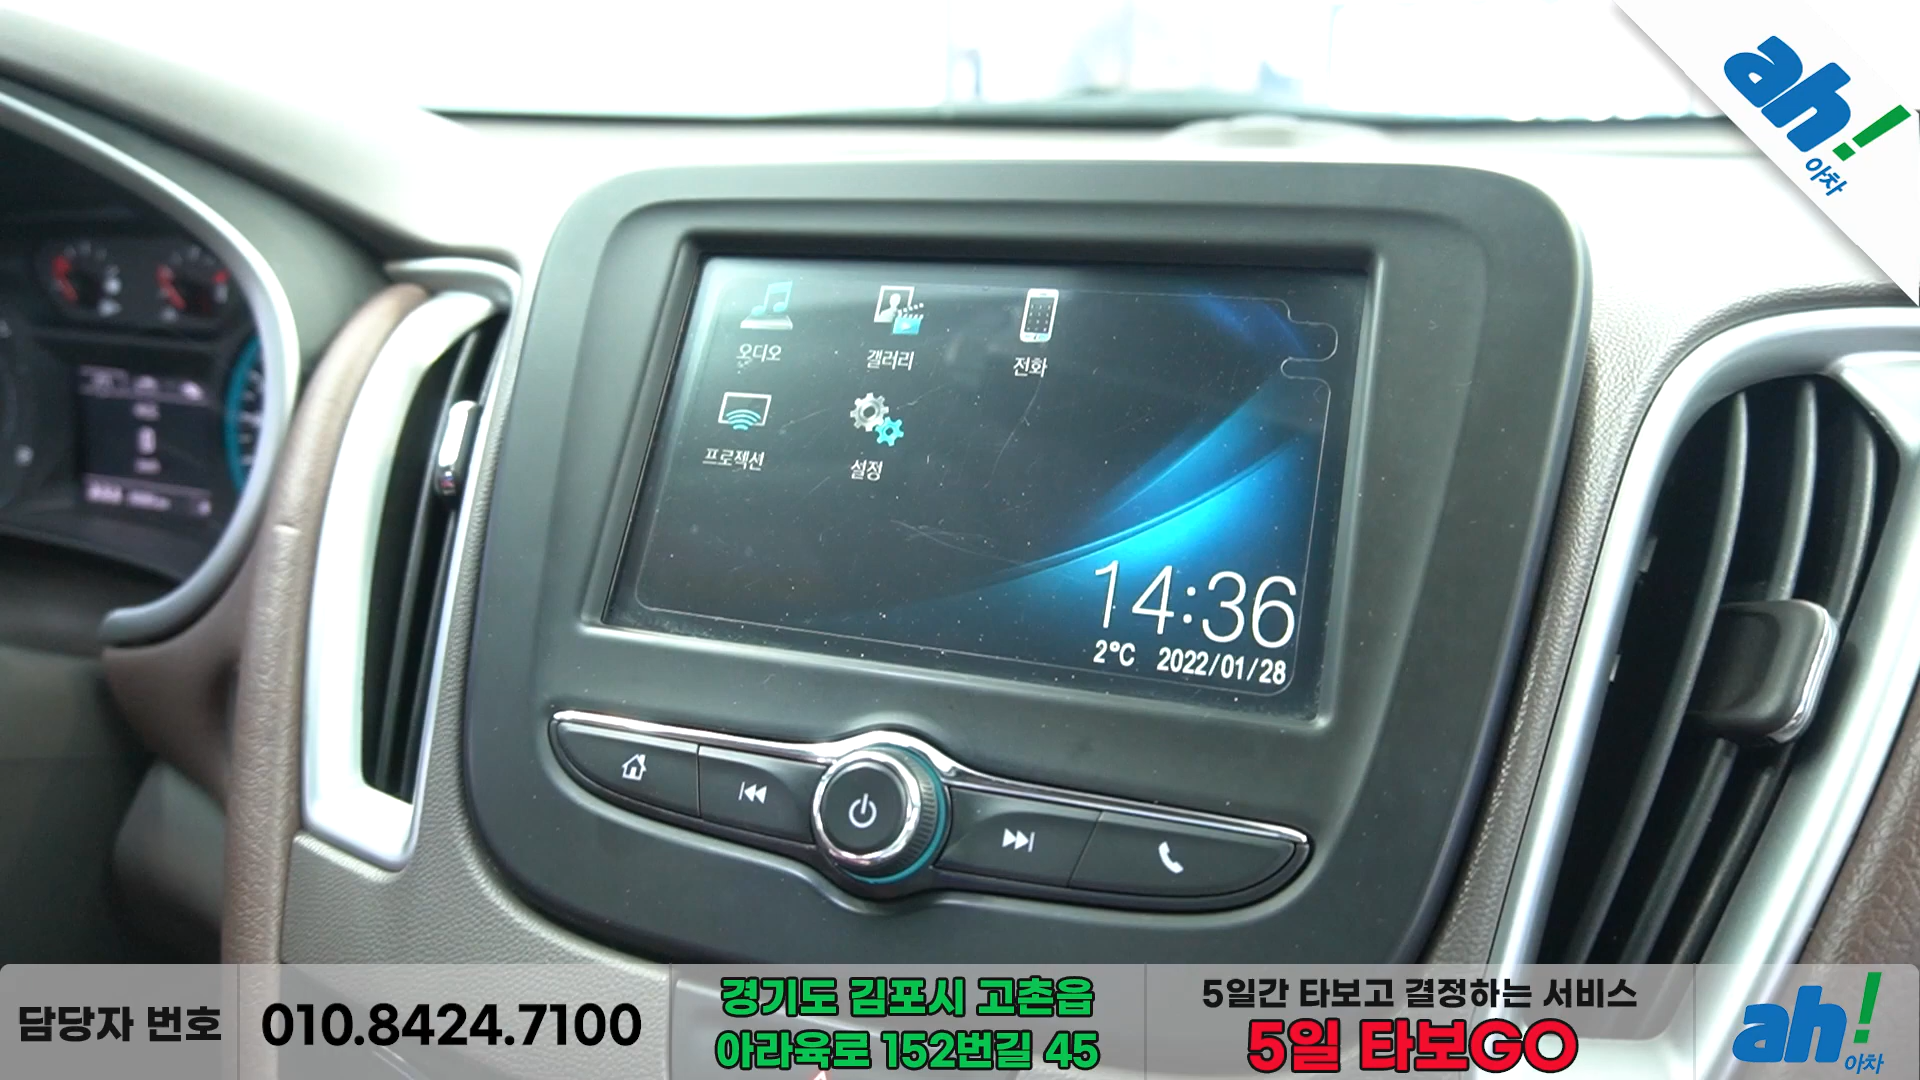 ah!
아차
오디오
갤러리
전화
프로젝션
설정
14:36
2°C 2022/01/28
담당자 번호
010.8424.7100
경기도 김포시 고촌읍
아라육로 152번길 45
5일간 타보고 결정하는 서비스
5일 타보GO
ah!
아차